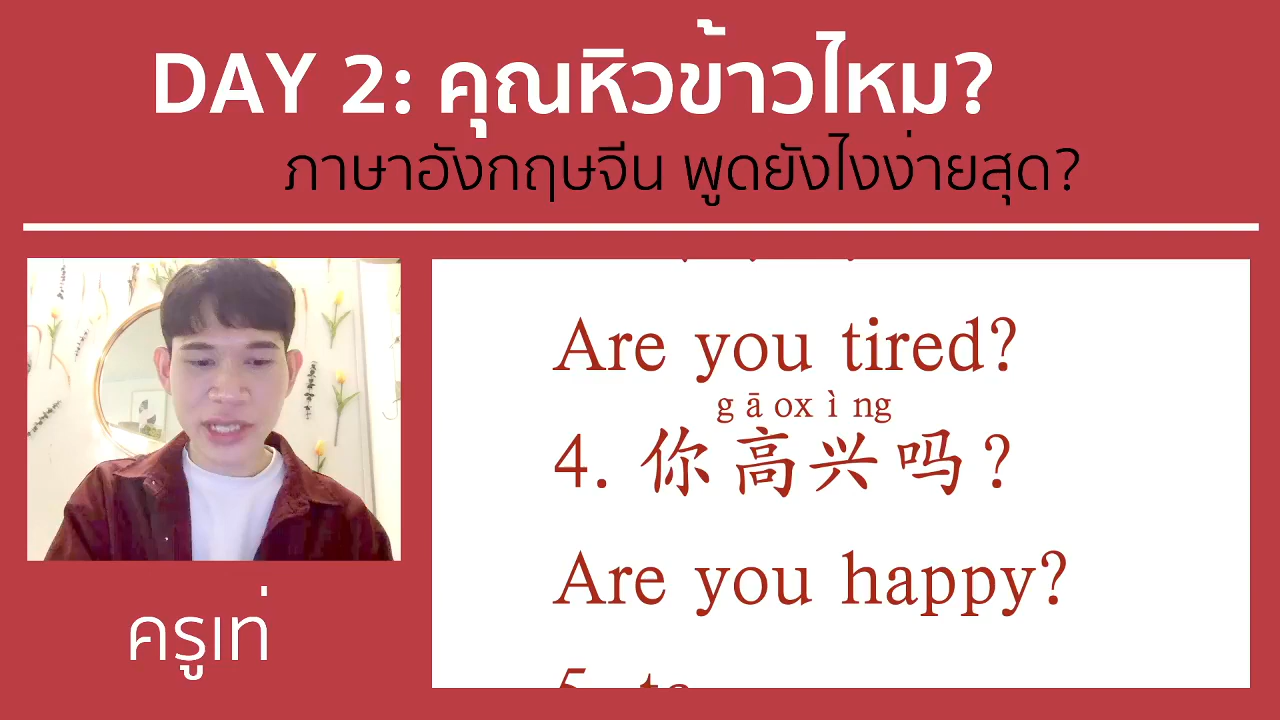 DAY 2: คุณหิวข้าวไหม?
ภาษาอังกฤษจีน พูดยังไงง่ายสุด?
Are you tired?
gāoxìng
4. 你高兴吗?
Are you happy?
ครูเท่